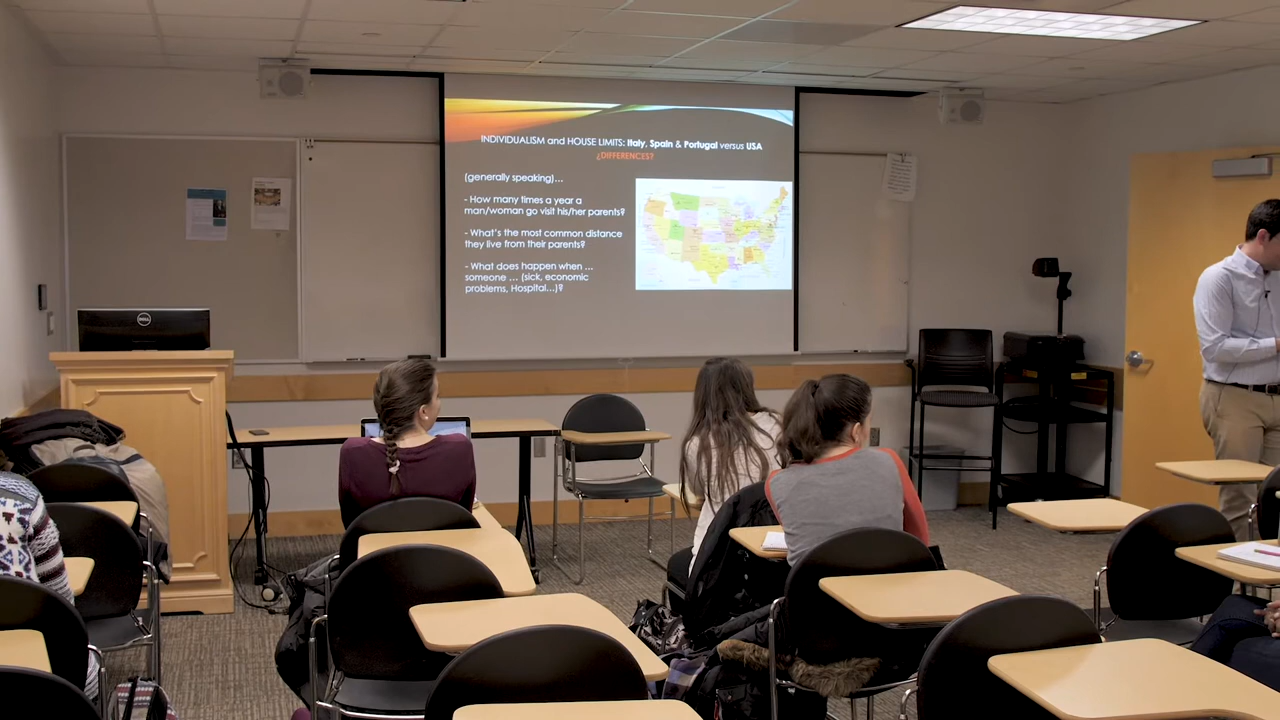 INDIVIDUALISM and HOUSE LIMITS: Italy, Spain & Portugal versus USA
¿DIFFERENCES?
(generally speaking)...
- How many times a year a
man/woman go visit his/her parents?
- What's the most common distance
they live from their parents?
- What does happen when ...
someone ... (sick, economic
problems, Hospital...)?
DELL